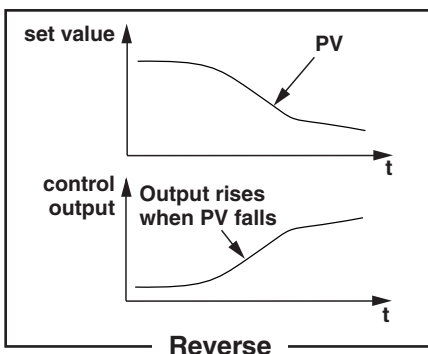 set value
PV
t
control
output
Output rises
when PV falls
t
Reverse